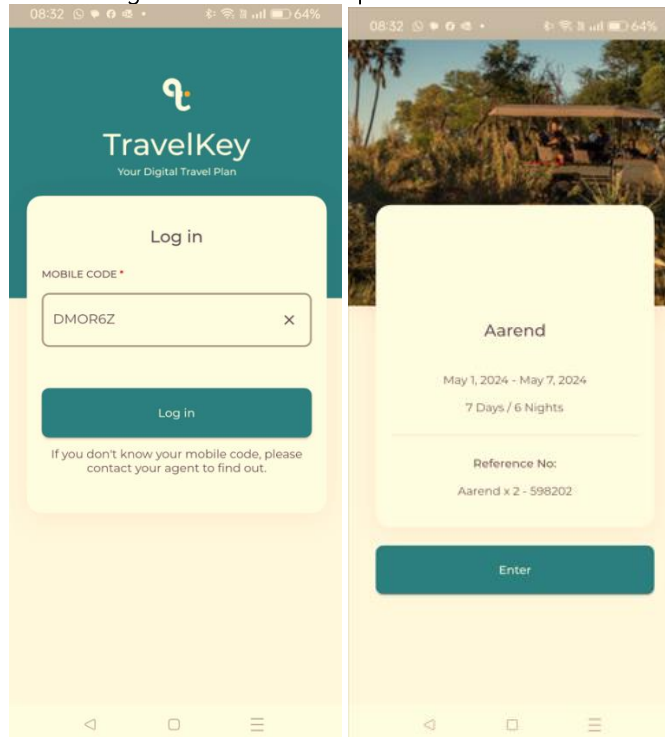 08:32
64%
TravelKey
Your Digital Travel Plan
Log in
MOBILE CODE *
DMOR6Z
Log in
If you don't know your mobile code, please
contact your agent to find out.
08:32
64%
Aarend
May 1, 2024 - May 7, 2024
7 Days / 6 Nights
Reference No:
Aarend x 2 - 598202
Enter